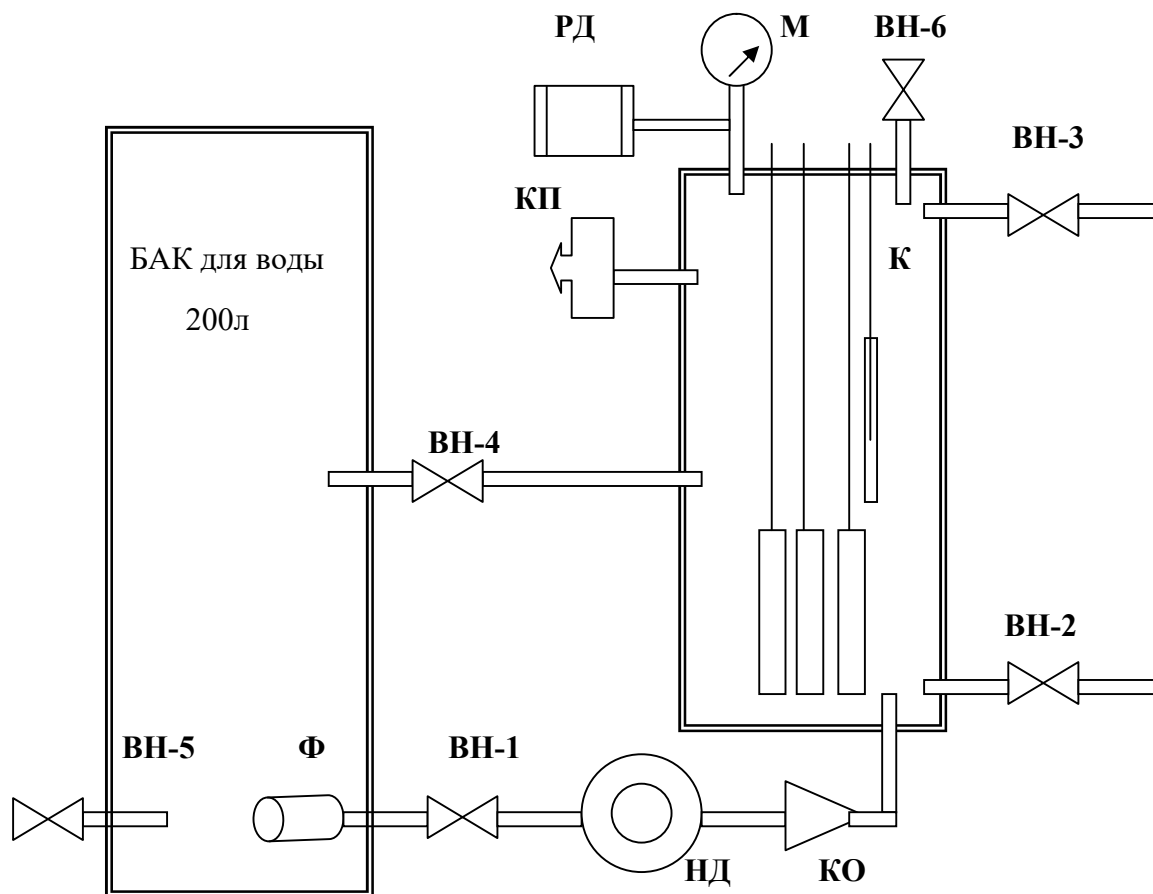 РД
М
ВН-6
ВН-3
КП
К
БАК для воды
200л
ВН-4
ВН-2
ВН-5
Ф
ВН-1
НД
КО